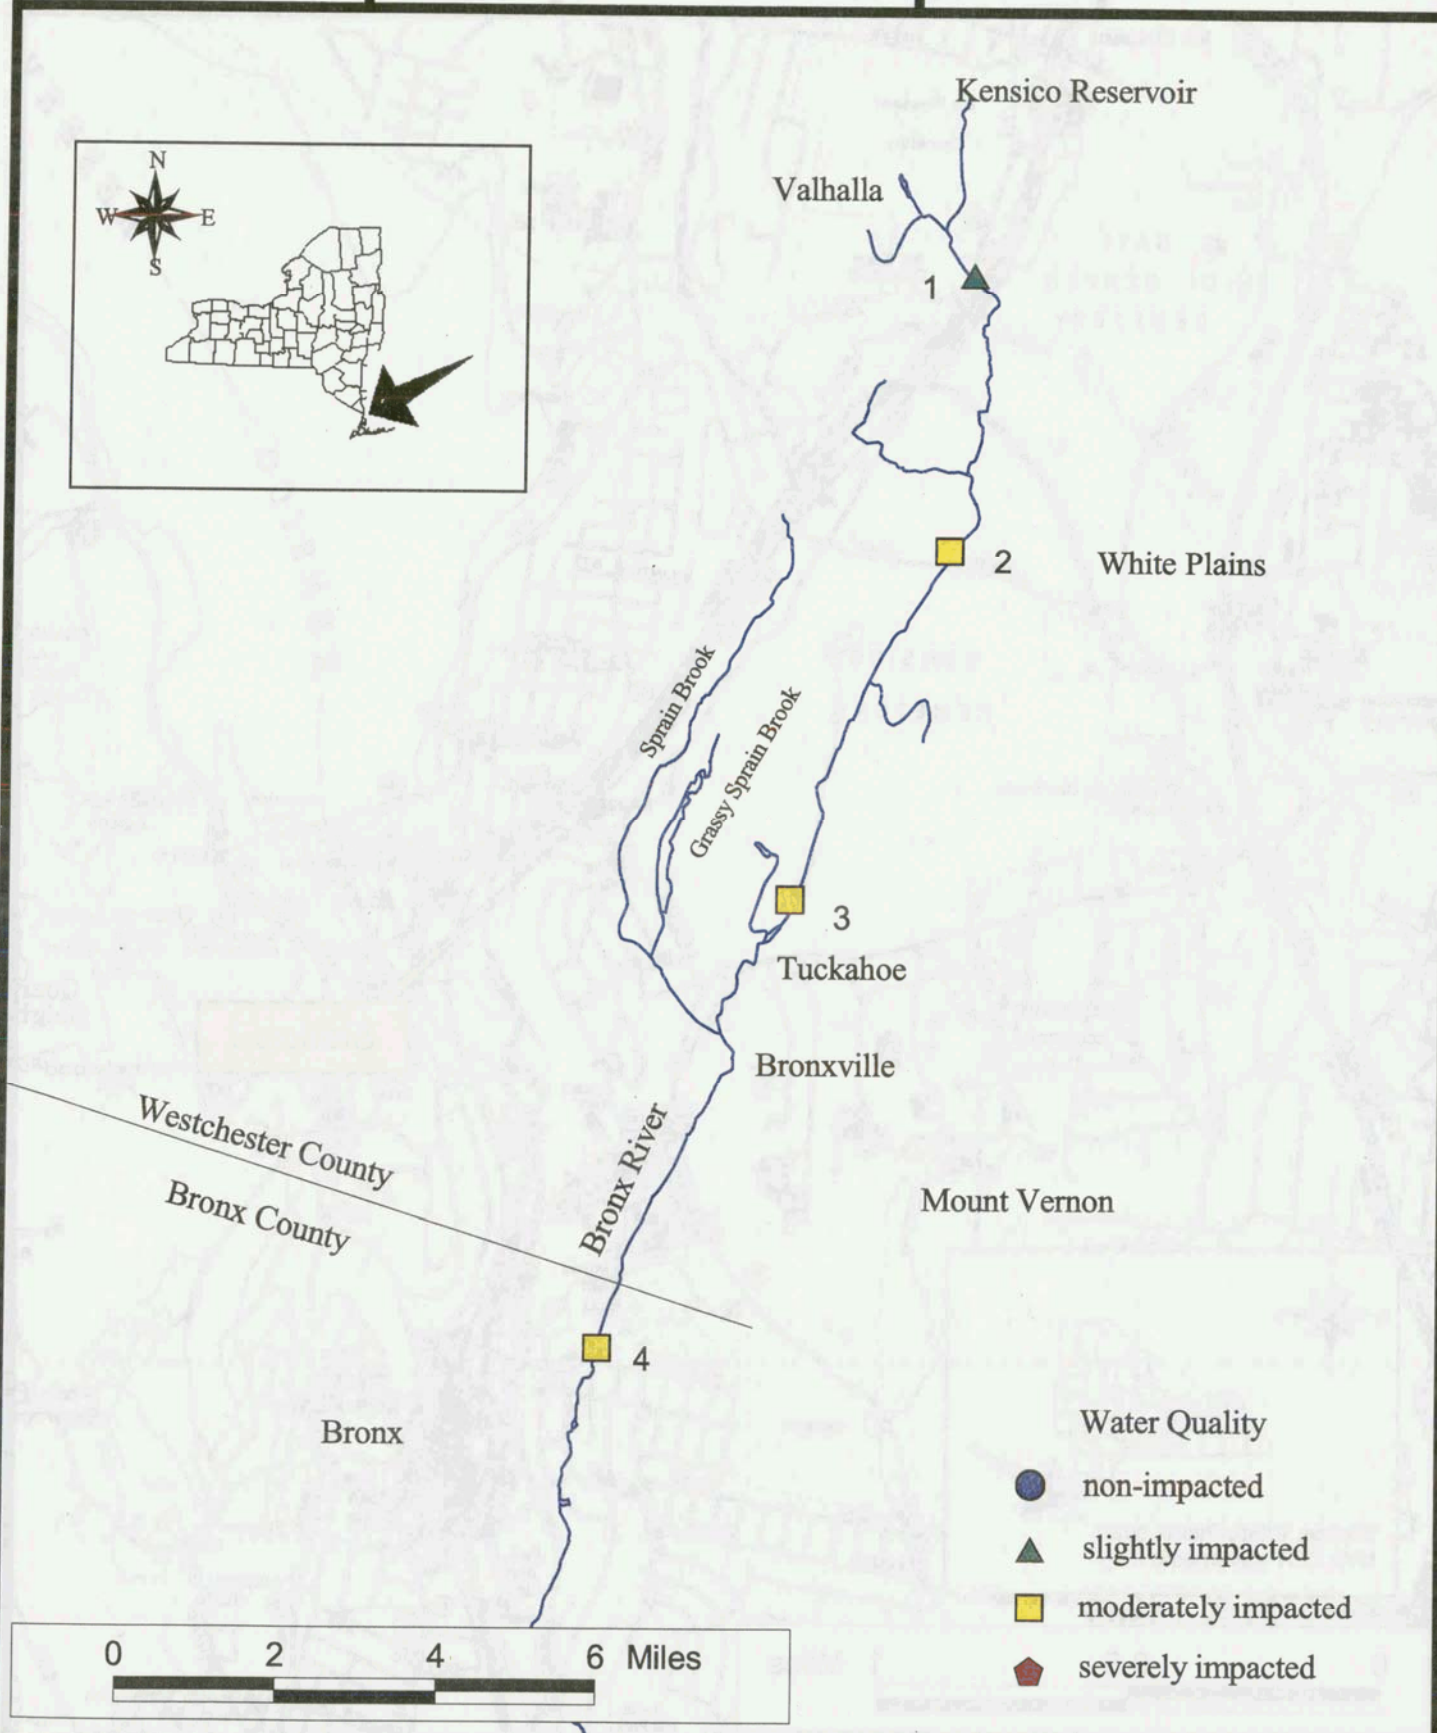 Kensico Reservoir
N
W E
S
Valhalla
1
2
White Plains
Sprain Brook
Grassy Sprain Brook
3
Tuckahoe
Bronxville
Westchester County
Bronx County
Bronx River
Mount Vernon
4
Bronx
Water Quality
non-impacted
slightly impacted
moderately impacted
severely impacted
0 2 4 6 Miles